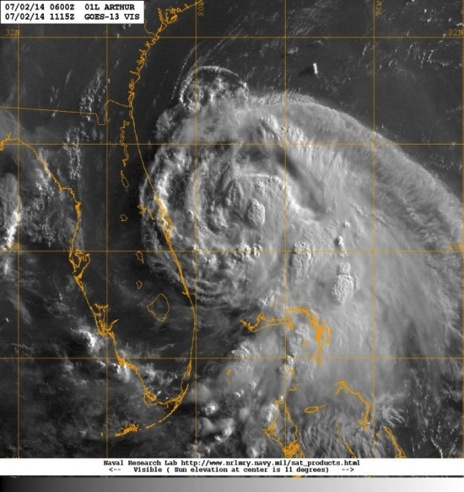 07/02/14 0600Z 01L ARTHUR
07/02/14 1115Z GOES-13 VIS
32N
Naval Research Lab http://www.nrlmry.navy.mil/sat_products.html
<-- Visible ( Sun elevation at center is 11 degrees) -->